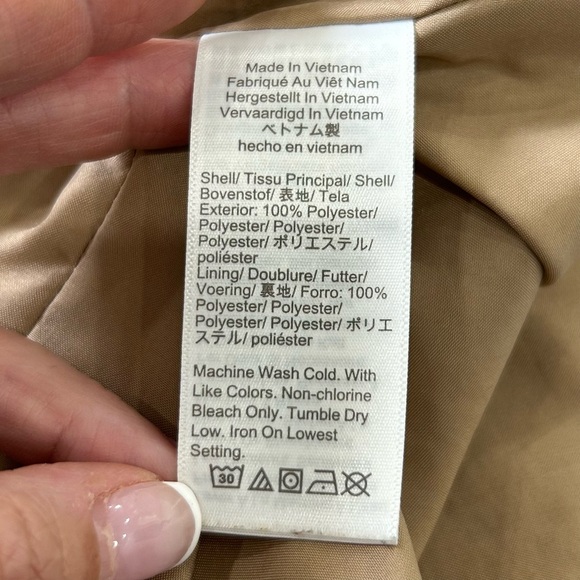 Made In Vietnam
Fabriqué Au Viêt Nam
Hergestellt In Vietnam
Vervaardigd In Vietnam
ベトナム製
hecho en vietnam
Shell/ Tissu Principal/ Shell/
Bovenstof/ 表地/ Tela
Exterior: 100% Polyester/
Polyester/ Polyester/
Polyester/ ポリエステル/
poliéster
Lining/ Doublure/ Futter/
Voering/ 裏地/ Forro: 100%
Polyester/ Polyester/
Polyester/ Polyester/ ポリエ
ステル/ poliéster
Machine Wash Cold. With
Like Colors. Non-chlorine
Bleach Only. Tumble Dry
Low. Iron On Lowest
Setting.
30